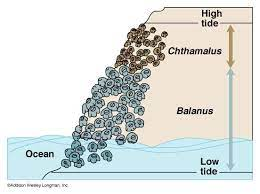 High
tide
Chthamalus
Balanus
Ocean
Low
tide
©Addison Wesley Longman, Inc.